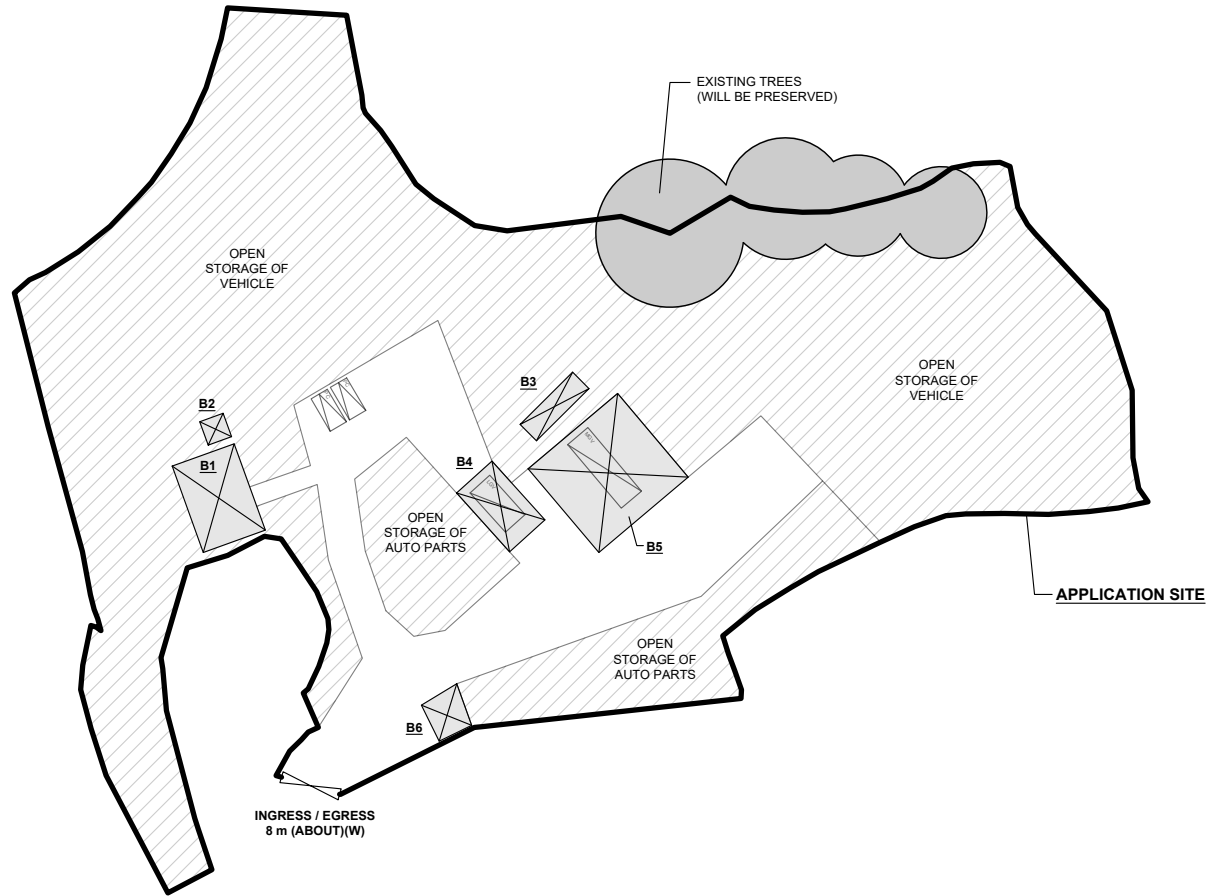 EXISTING TREES
(WILL BE PRESERVED)
OPEN
STORAGE OF
VEHICLE
OPEN
STORAGE OF
VEHICLE
B3
B2
B1
B4
OPEN
STORAGE OF
AUTO PARTS
B5
APPLICATION SITE
OPEN
STORAGE OF
AUTO PARTS
B6
INGRESS / EGRESS
8 m (ABOUT)(W)